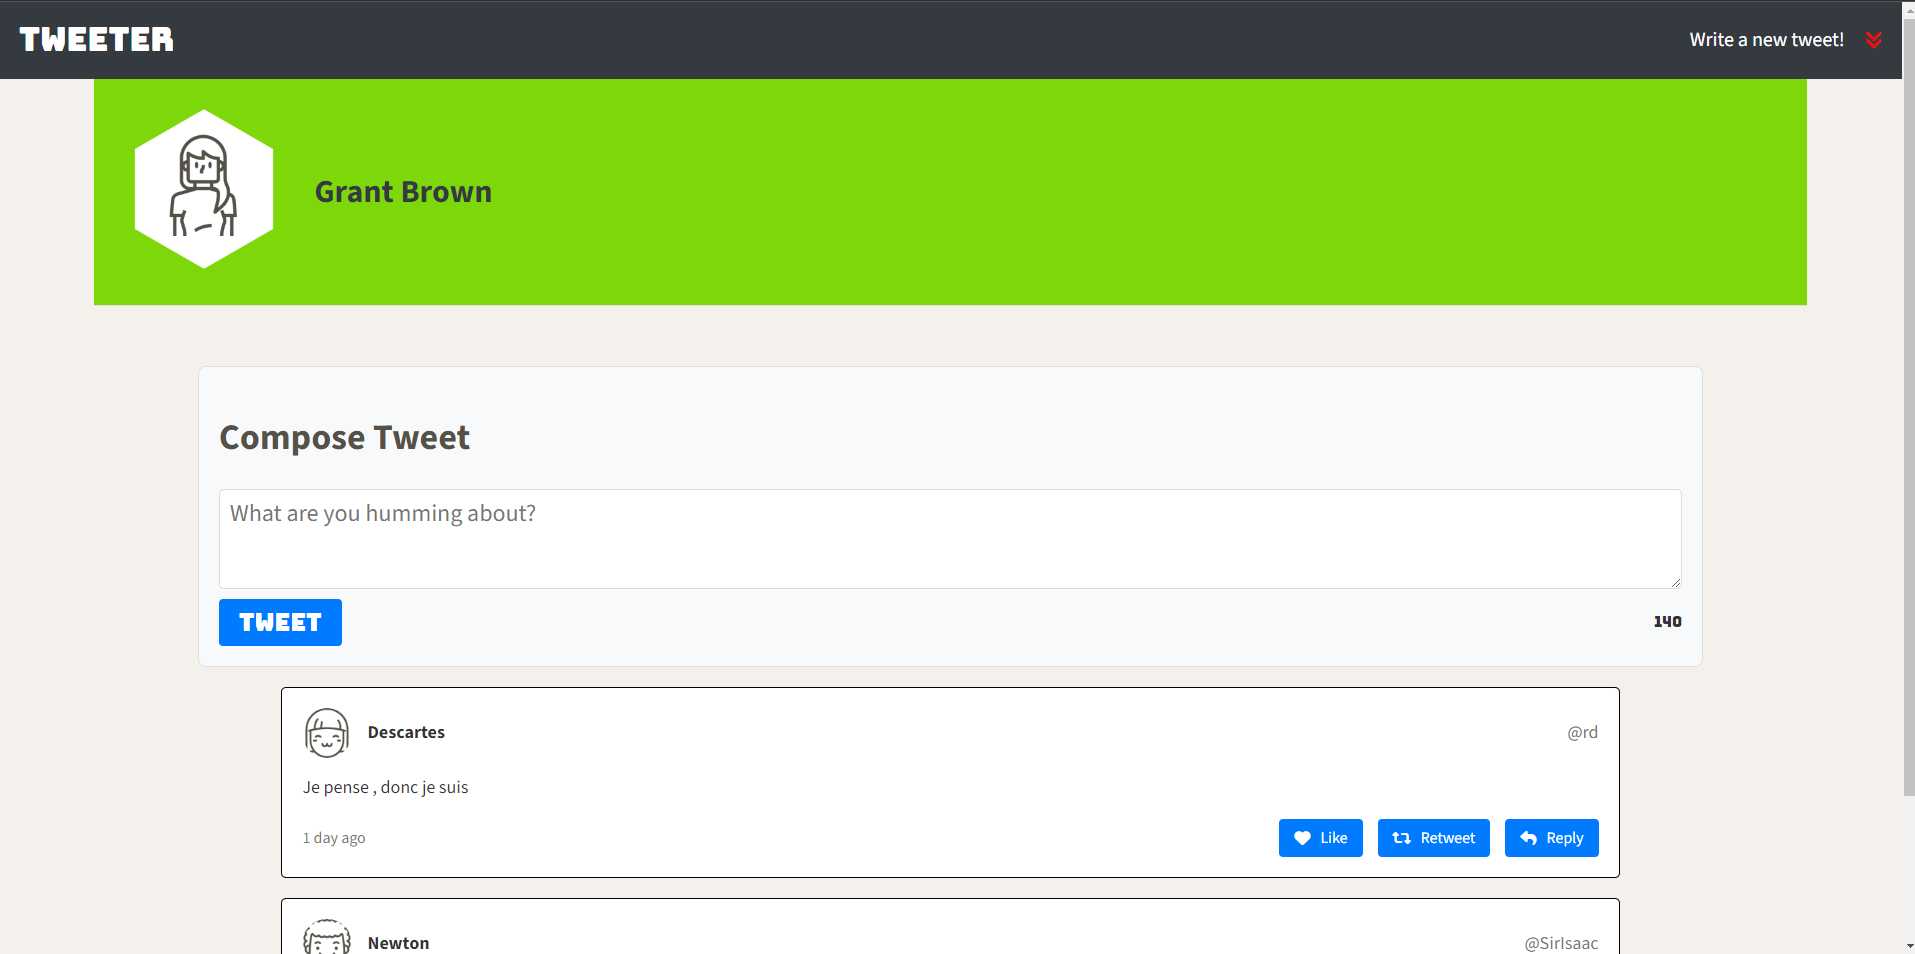 TWEETER
Write a new tweet!
Grant Brown
Compose Tweet
What are you humming about?
TWEET
140
Descartes
@rd
Je pense , donc je suis
1 day ago
Like
Retweet
Reply
Newton
@SirIsaac